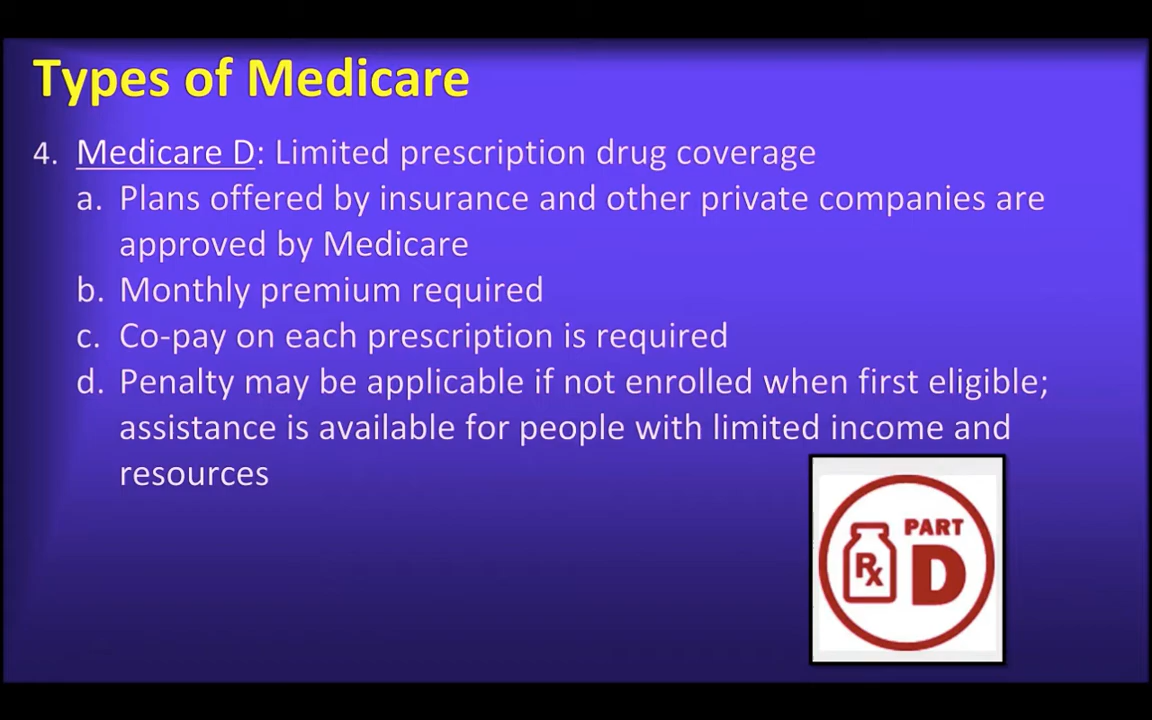 Types of Medicare
4. Medicare D: Limited prescription drug coverage
a. Plans offered by insurance and other private companies are
approved by Medicare
b. Monthly premium required
c. Co-pay on each prescription is required
d. Penalty may be applicable if not enrolled when first eligible;
assistance is available for people with limited income and
resources
PART
Rx D